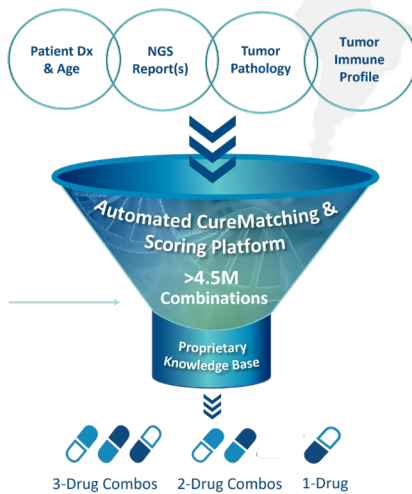 Patient Dx
& Age
NGS
Report(s)
Tumor
Pathology
Tumor
Immune
Profile
Automated CureMatching &
Scoring Platform
>4.5M
Combinations
Proprietary
Knowledge Base
3-Drug Combos
2-Drug Combos
1-Drug